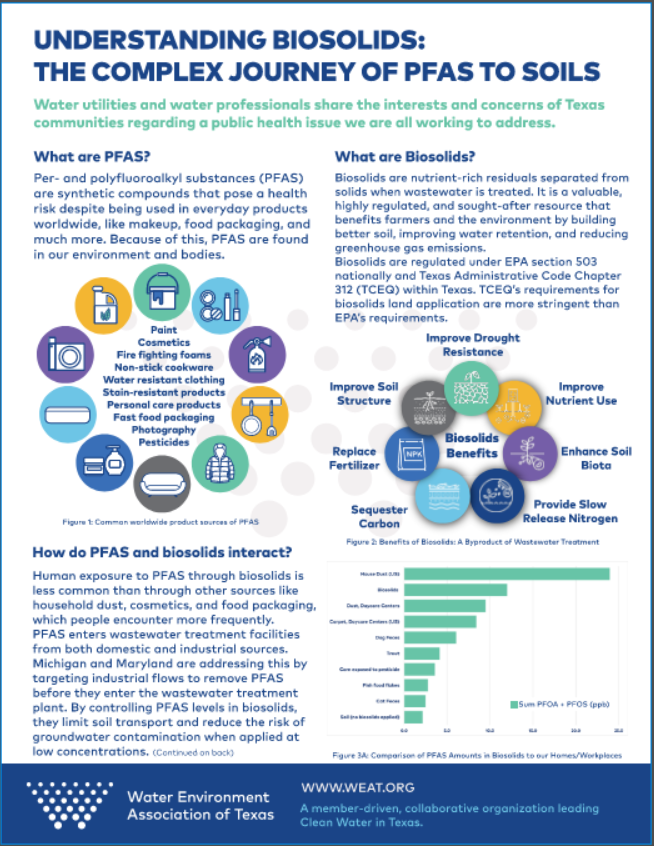 UNDERSTANDING BIOSOLIDS:
THE COMPLEX JOURNEY OF PFAS TO SOILS
Water utilities and water professionals share the interests and concerns of Texas
communities regarding a public health issue we are all working to address.
What are PFAS?
Per- and polyfluoroalkyl substances (PFAS)
are synthetic compounds that pose a health
risk despite being used in everyday products
worldwide, like makeup, food packaging, and
much more. Because of this, PFAS are found
in our environment and bodies.
Paint
Cosmetics
Fire fighting foams
Non-stick cookware
Water resistant clothing
Stain-resistant products
Personal care products
Fast food packaging
Photography
Pesticides
Figure 1: Common worldwide product sources of PFAS
What are Biosolids?
Biosolids are nutrient-rich residuals separated from
solids when wastewater is treated. It is a valuable,
highly regulated, and sought-after resource that
benefits farmers and the environment by building
better soil, improving water retention, and reducing
greenhouse gas emissions.
Biosolids are regulated under EPA section 503
nationally and Texas Administrative Code Chapter
312 (TCEQ) within Texas. TCEQ's requirements for
biosolids land application are more stringent than
EPA's requirements.
Improve Drought
Resistance
Improve Soil
Structure
Improve
Nutrient Use
Biosolids
Benefits
Replace
Fertilizer
NPK
Enhance Soil
Biota
Sequester
Carbon
Provide Slow
Release Nitrogen
Figure 2: Benefits of Biosolids: A Byproduct of Wastewater Treatment
How do PFAS and biosolids interact?
Human exposure to PFAS through biosolids is
less common than through other sources like
household dust, cosmetics, and food packaging,
which people encounter more frequently.
PFAS enters wastewater treatment facilities
from both domestic and industrial sources.
Michigan and Maryland are addressing this by
targeting industrial flows to remove PFAS
before they enter the wastewater treatment
plant. By controlling PFAS levels in biosolids,
they limit soil transport and reduce the risk of
groundwater contamination when applied at
low concentrations. (Continued on back)
House Dust (US)
Biosolids
Dust, Daycare Centers
Carpet, Daycare Centers (US)
Dog Feces
Trout
Corn exposed to pesticide
Fish food flakes
Cat Feces
Soil (no biosolids applied)
Sum PFOA + PFOS (ppb)
Figure 3A: Comparison of PFAS Amounts in Biosolids to our Homes/Workplaces
Water Environment
Association of Texas
WWW.WEAT.ORG
A member-driven, collaborative organization leading
Clean Water in Texas.